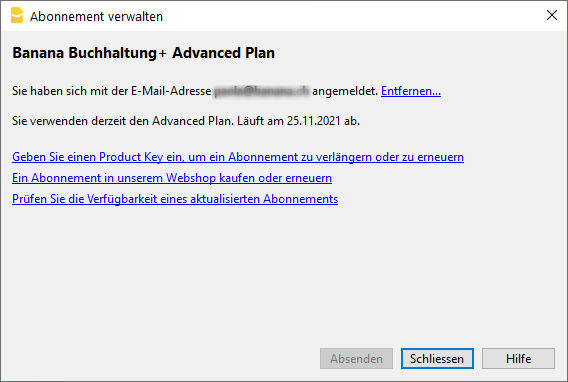 Abonnement verwalten
Banana Buchhaltung+ Advanced Plan
Sie haben sich mit der E-Mail-Adresse angemeldet. Entfernen...
Sie verwenden derzeit den Advanced Plan. Läuft am 25.11.2021 ab.
Geben Sie einen Product Key ein, um ein Abonnement zu verlängern oder zu erneuern
Ein Abonnement in unserem Webshop kaufen oder erneuern
Prüfen Sie die Verfügbarkeit eines aktualisierten Abonnements
Absenden Schliessen Hilfe